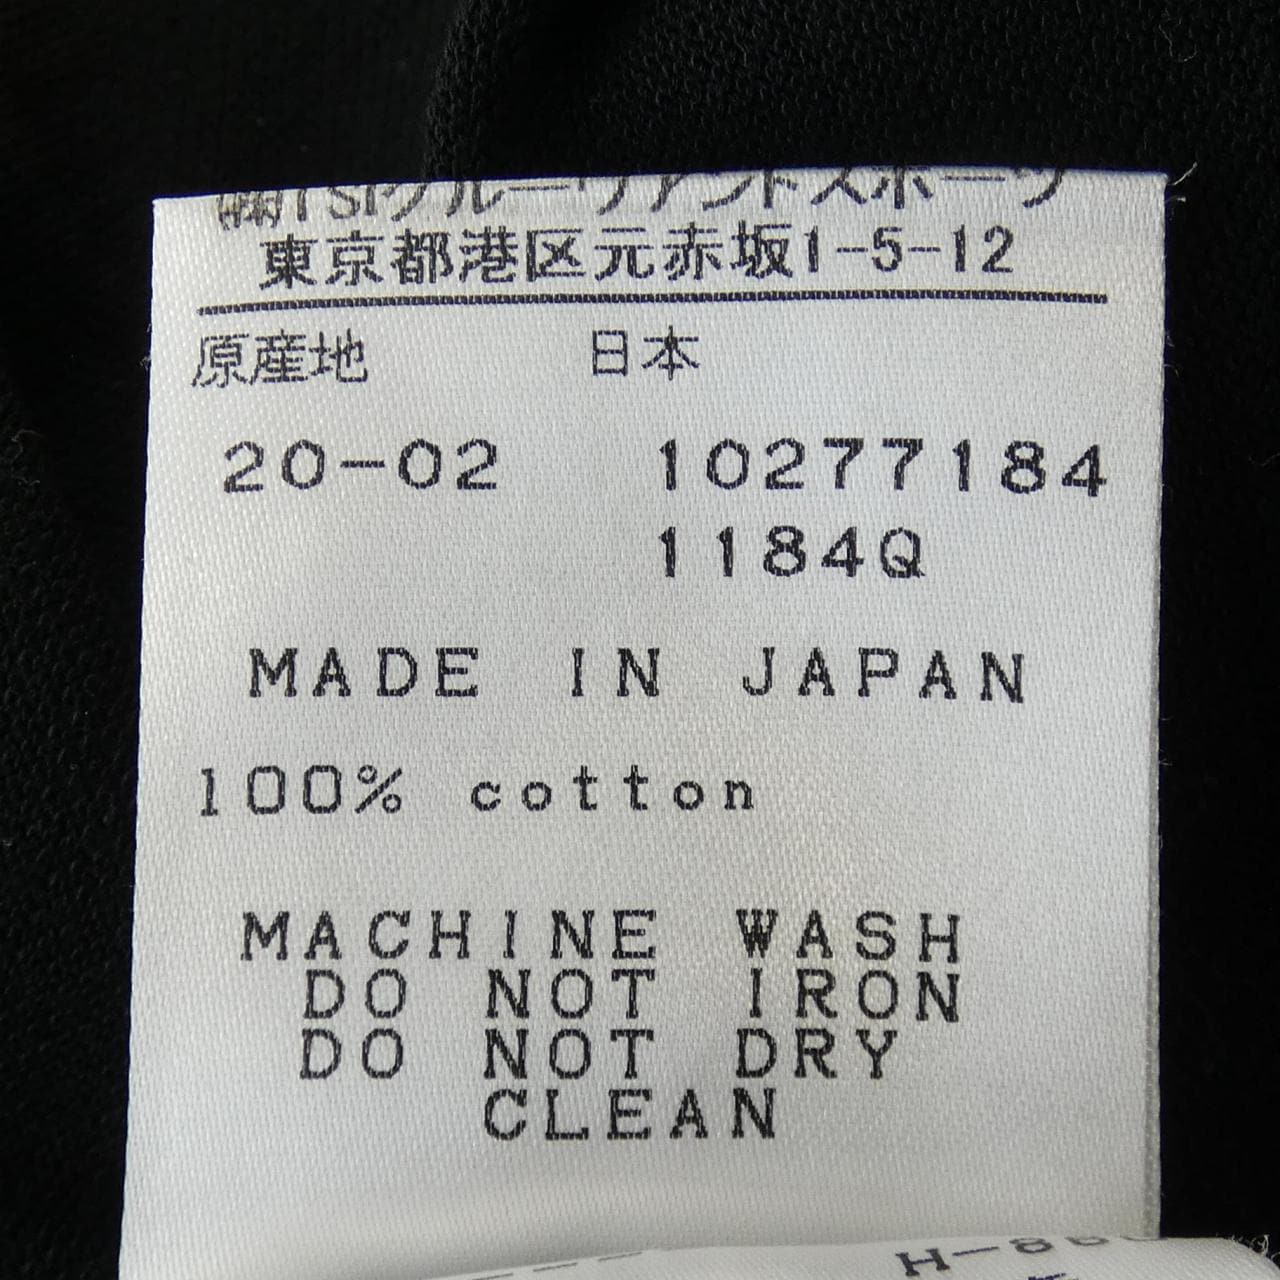 ㈱TSIグルーヴアンドスポーツ
東京都港区元赤坂1-5-12
原産地 日本
20-02 10277184
1184Q
MADE IN JAPAN
100% cotton
MACHINE WASH
DO NOT IRON
DO NOT DRY
CLEAN